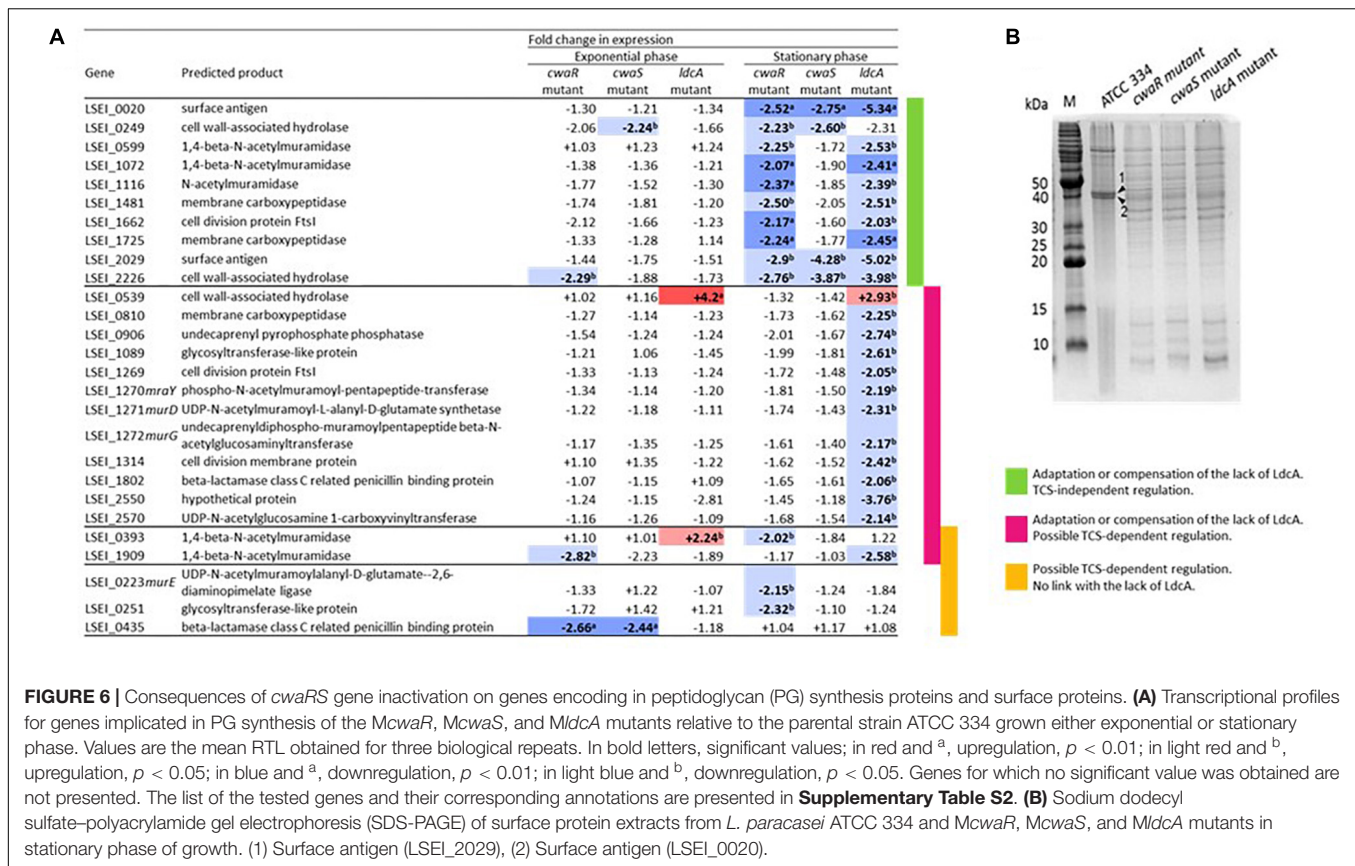 A
Fold change in expression
Exponential phase Stationary phase
Gene Predicted product cwaR mutant cwaS mutant ldcA mutant cwaR mutant cwaS mutant ldcA mutant
LSEI_0020 surface antigen -1.30 -1.21 -1.34 -2.52ᵃ -2.75ᵃ -5.34ᵃ
LSEI_0249 cell wall-associated hydrolase -2.06 -2.24ᵇ -1.66 -2.23ᵇ -2.60ᵇ -2.31
LSEI_0599 1,4-beta-N-acetylmuramidase +1.03 +1.23 +1.24 -2.25ᵇ -1.72 -2.53ᵇ
LSEI_1072 1,4-beta-N-acetylmuramidase -1.38 -1.36 -1.21 -2.07ᵃ -1.90 -2.41ᵃ
LSEI_1116 N-acetylmuramidase -1.77 -1.52 -1.30 -2.37ᵃ -1.85 -2.39ᵇ
LSEI_1481 membrane carboxypeptidase -1.74 -1.81 -1.20 -2.50ᵇ -2.05 -2.51ᵇ
LSEI_1662 cell division protein FtsI -2.12 -1.66 -1.23 -2.17ᵃ -1.60 -2.03ᵇ
LSEI_1725 membrane carboxypeptidase -1.33 -1.28 1.14 -2.24ᵃ -1.77 -2.45ᵃ
LSEI_2029 surface antigen -1.44 -1.75 -1.51 -2.9ᵇ -4.28ᵇ -5.02ᵇ
LSEI_2226 cell wall-associated hydrolase -2.29ᵇ -1.88 -1.73 -2.76ᵇ -3.87ᵇ -3.98ᵇ
LSEI_0539 cell wall-associated hydrolase +1.02 +1.16 +4.2ᵃ -1.32 -1.42 +2.93ᵇ
LSEI_0810 membrane carboxypeptidase -1.27 -1.14 -1.23 -1.73 -1.62 -2.25ᵇ
LSEI_0906 undecaprenyl pyrophosphate phosphatase -1.54 -1.24 -1.24 -2.01 -1.67 -2.74ᵇ
LSEI_1089 glycosyltransferase-like protein -1.21 1.06 -1.45 -1.99 -1.81 -2.61ᵇ
LSEI_1269 cell division protein FtsI -1.33 -1.13 -1.24 -1.72 -1.48 -2.05ᵇ
LSEI_1270mraY phospho-N-acetylmuramoyl-pentapeptide-transferase -1.34 -1.14 -1.20 -1.81 -1.50 -2.19ᵇ
LSEI_1271murD UDP-N-acetylmuramoyl-L-alanyl-D-glutamate synthetase -1.22 -1.18 -1.11 -1.74 -1.43 -2.31ᵇ
LSEI_1272murG undecaprenyldiphospho-muramoylpentapeptide beta-N-
acetylglucosaminyltransferase -1.17 -1.35 -1.25 -1.61 -1.40 -2.17ᵇ
LSEI_1314 cell division membrane protein +1.10 +1.35 -1.22 -1.62 -1.52 -2.42ᵇ
LSEI_1802 beta-lactamase class C related penicillin binding protein -1.07 -1.15 +1.09 -1.65 -1.61 -2.06ᵇ
LSEI_2550 hypothetical protein -1.24 -1.15 -2.81 -1.45 -1.18 -3.76ᵇ
LSEI_2570 UDP-N-acetylglucosamine 1-carboxyvinyltransferase -1.16 -1.26 -1.09 -1.68 -1.54 -2.14ᵇ
LSEI_0393 1,4-beta-N-acetylmuramidase +1.10 +1.01 +2.24ᵇ -2.02ᵇ -1.84 1.22
LSEI_1909 1,4-beta-N-acetylmuramidase -2.82ᵇ -2.23 -1.89 -1.17 -1.03 -2.58ᵇ
LSEI_0223murE UDP-N-acetylmuramoylalanyl-D-glutamate--2,6-
diaminopimelate ligase -1.33 +1.22 -1.07 -2.15ᵇ -1.24 -1.84
LSEI_0251 glycosyltransferase-like protein -1.72 +1.42 +1.21 -2.32ᵇ -1.10 -1.24
LSEI_0435 beta-lactamase class C related penicillin binding protein -2.66ᵃ -2.44ᵃ -1.18 +1.04 +1.17 +1.08
B
kDa M ATCC 334 cwaR mutant cwaS mutant ldcA mutant
50
40
30
25
20
15
10
1
2
Adaptation or compensation of the lack of LdcA.
TCS-independent regulation.
Adaptation or compensation of the lack of LdcA.
Possible TCS-dependent regulation.
Possible TCS-dependent regulation.
No link with the lack of LdcA.
FIGURE 6 | Consequences of cwaRS gene inactivation on genes encoding in peptidoglycan (PG) synthesis proteins and surface proteins. (A) Transcriptional profiles
for genes implicated in PG synthesis of the McwaR, McwaS, and MldcA mutants relative to the parental strain ATCC 334 grown either exponential or stationary
phase. Values are the mean RTL obtained for three biological repeats. In bold letters, significant values; in red and ᵃ, upregulation, p < 0.01; in light red and ᵇ,
upregulation, p < 0.05; in blue and ᵃ, downregulation, p < 0.01; in light blue and ᵇ, downregulation, p < 0.05. Genes for which no significant value was obtained are
not presented. The list of the tested genes and their corresponding annotations are presented in Supplementary Table S2. (B) Sodium dodecyl
sulfate–polyacrylamide gel electrophoresis (SDS-PAGE) of surface protein extracts from L. paracasei ATCC 334 and McwaR, McwaS, and MldcA mutants in
stationary phase of growth. (1) Surface antigen (LSEI_2029), (2) Surface antigen (LSEI_0020).